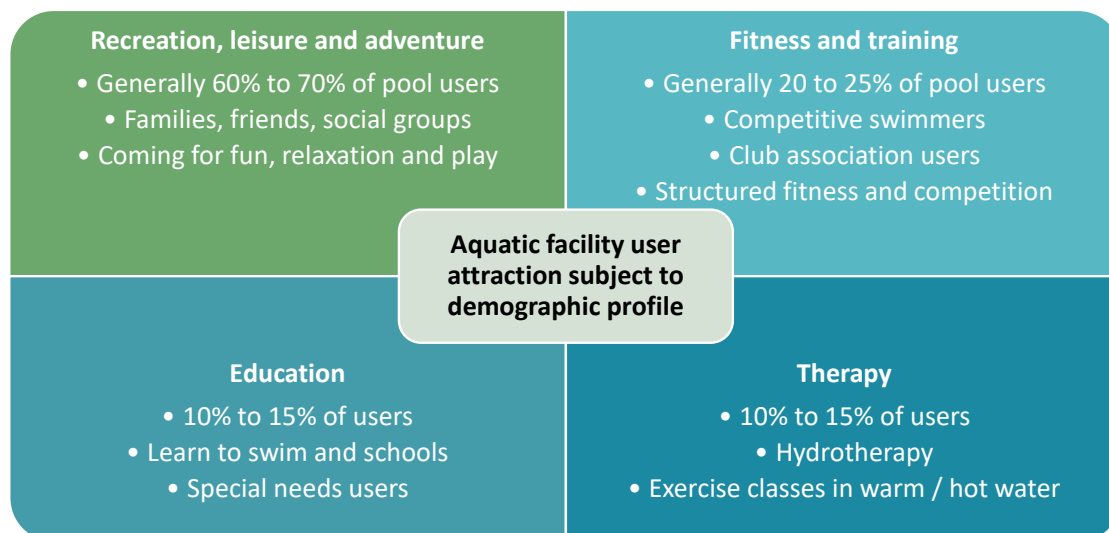 Recreation, leisure and adventure
• Generally 60% to 70% of pool users
• Families, friends, social groups
• Coming for fun, relaxation and play
Fitness and training
• Generally 20 to 25% of pool users
• Competitive swimmers
• Club association users
• Structured fitness and competition
Aquatic facility user
attraction subject to
demographic profile
Education
• 10% to 15% of users
• Learn to swim and schools
• Special needs users
Therapy
• 10% to 15% of users
• Hydrotherapy
• Exercise classes in warm / hot water